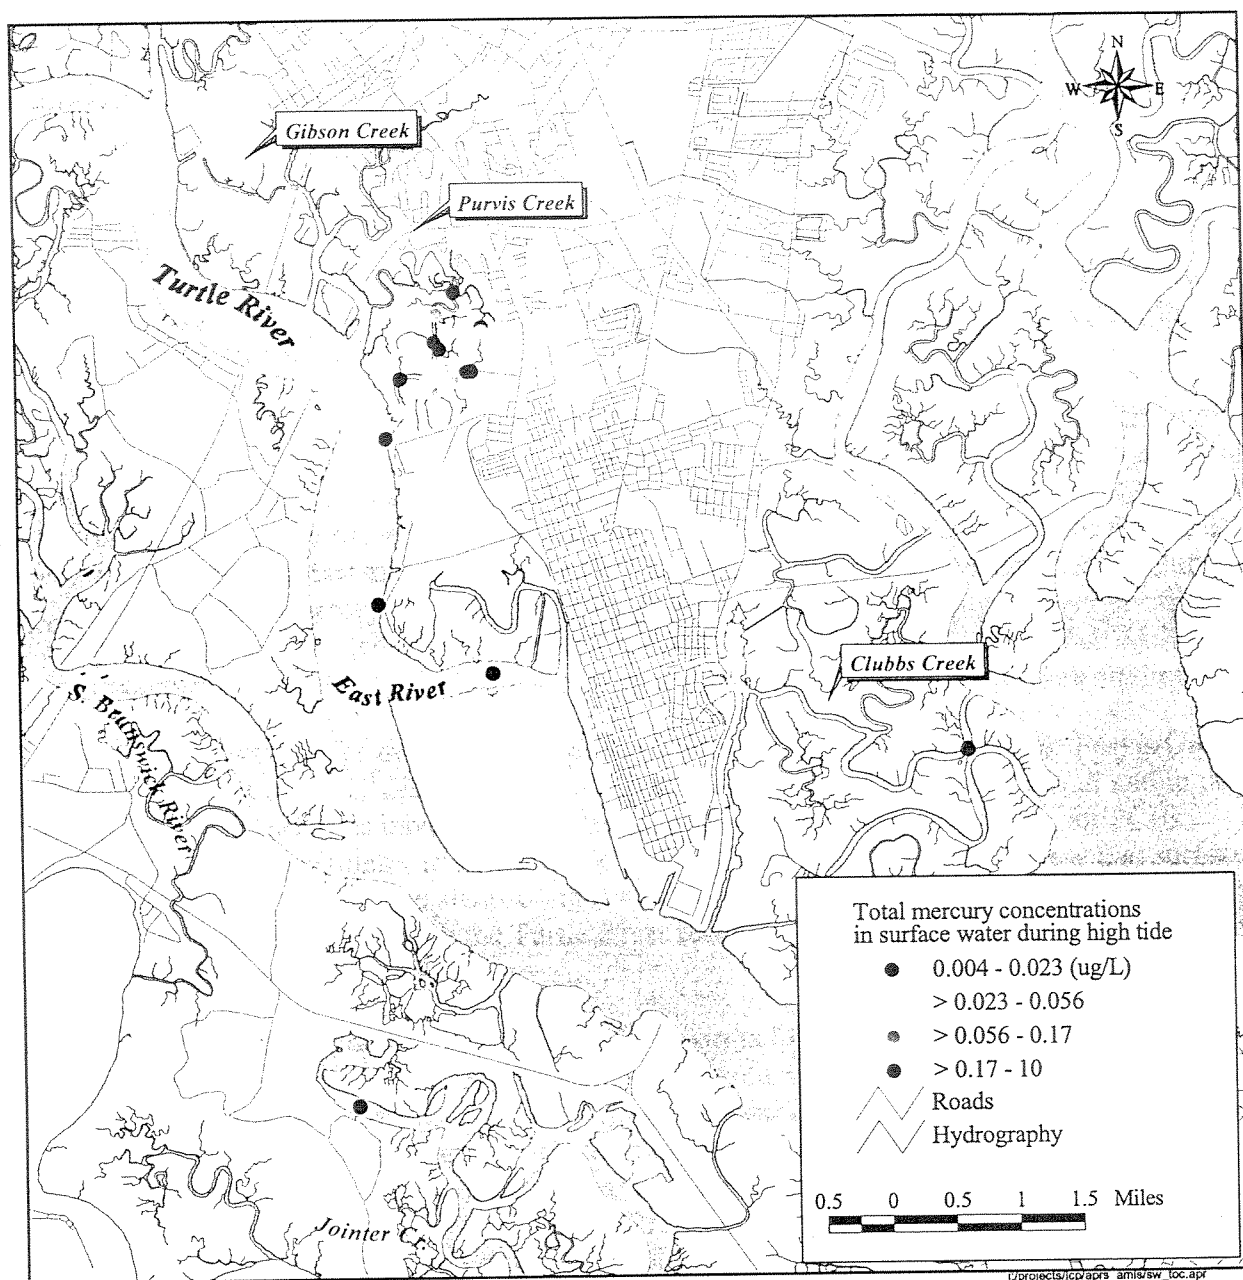 N
W E
S
Gibson Creek
Purvis Creek
Turtle River
East River
Clubbs Creek
S. Brunswick River
Total mercury concentrations
in surface water during high tide
0.004 - 0.023 (ug/L)
> 0.023 - 0.056
> 0.056 - 0.17
> 0.17 - 10
Roads
Hydrography
0.5 0 0.5 1 1.5 Miles
Jointer Cr.